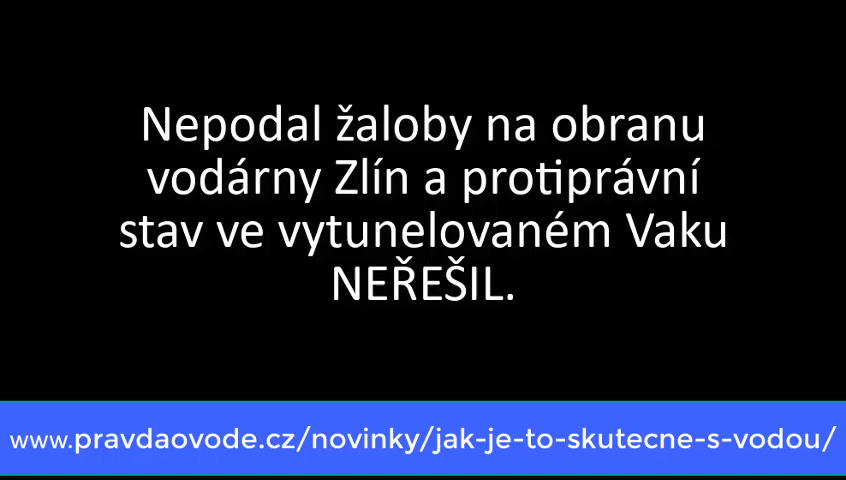 Nepodal žaloby na obranu
vodárny Zlín a protiprávní
stav ve vytunelovaném Vaku
NEŘEŠIL.
www.pravdaovode.cz/novinky/jak-je-to-skutecne-s-vodou/